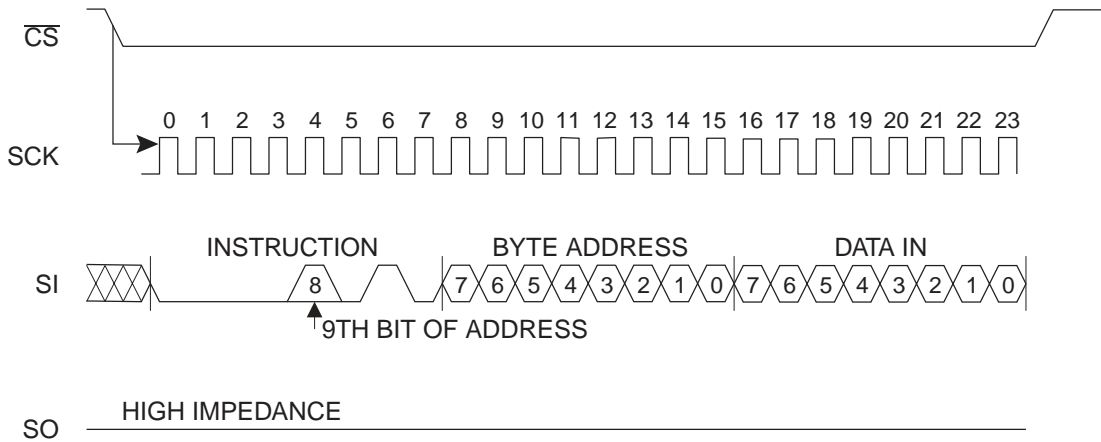 CS
0 1 2 3 4 5 6 7 8 9 10 11 12 13 14 15 16 17 18 19 20 21 22 23
SCK
INSTRUCTION BYTE ADDRESS DATA IN
SI 8 7 6 5 4 3 2 1 0 7 6 5 4 3 2 1 0
9TH BIT OF ADDRESS
HIGH IMPEDANCE
SO